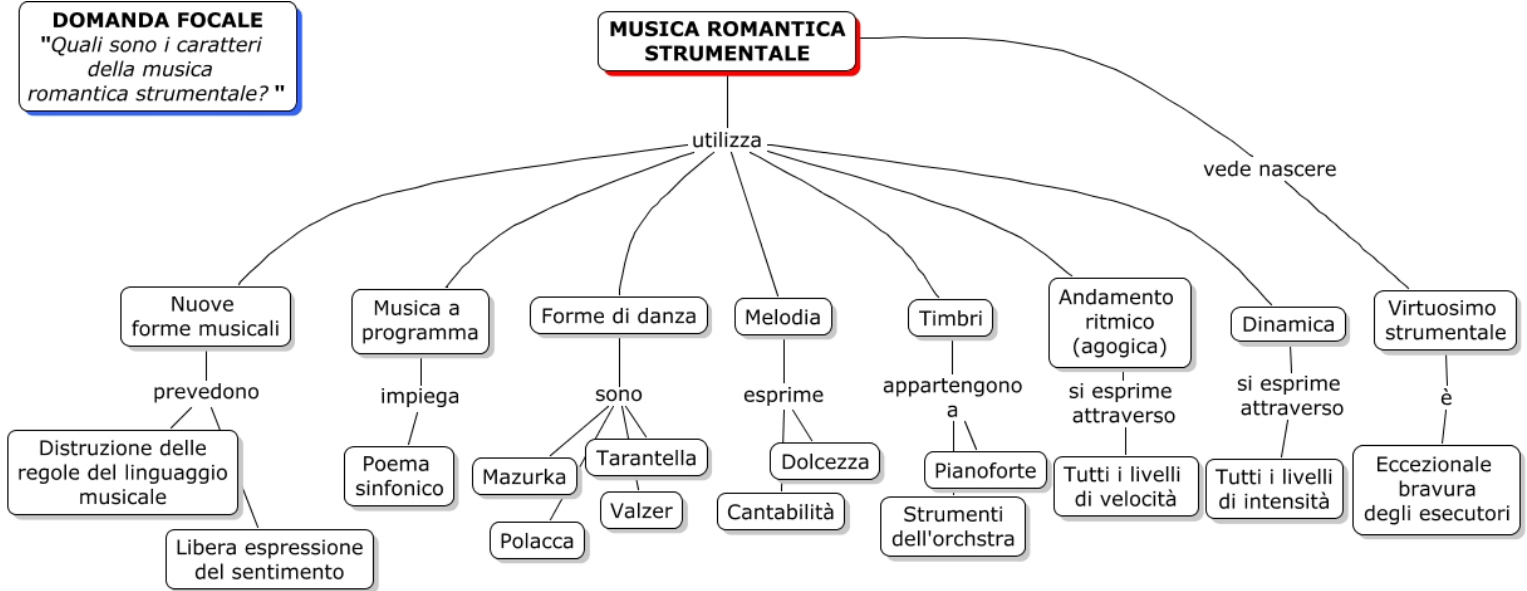 DOMANDA FOCALE
"Quali sono i caratteri
della musica
romantica strumentale? "
MUSICA ROMANTICA
STRUMENTALE
utilizza
vede nascere
Nuove
forme musicali
Musica a
programma
Forme di danza
Melodia
Timbri
Andamento
ritmico
(agogica)
Dinamica
Virtuosimo
strumentale
prevedono
impiega
sono
esprime
appartengono
a
si esprime
attraverso
si esprime
attraverso
è
Distruzione delle
regole del linguaggio
musicale
Libera espressione
del sentimento
Poema
sinfonico
Mazurka
Tarantella
Valzer
Polacca
Dolcezza
Cantabilità
Pianoforte
Strumenti
dell'orchstra
Tutti i livelli
di velocità
Tutti i livelli
di intensità
Eccezionale
bravura
degli esecutori